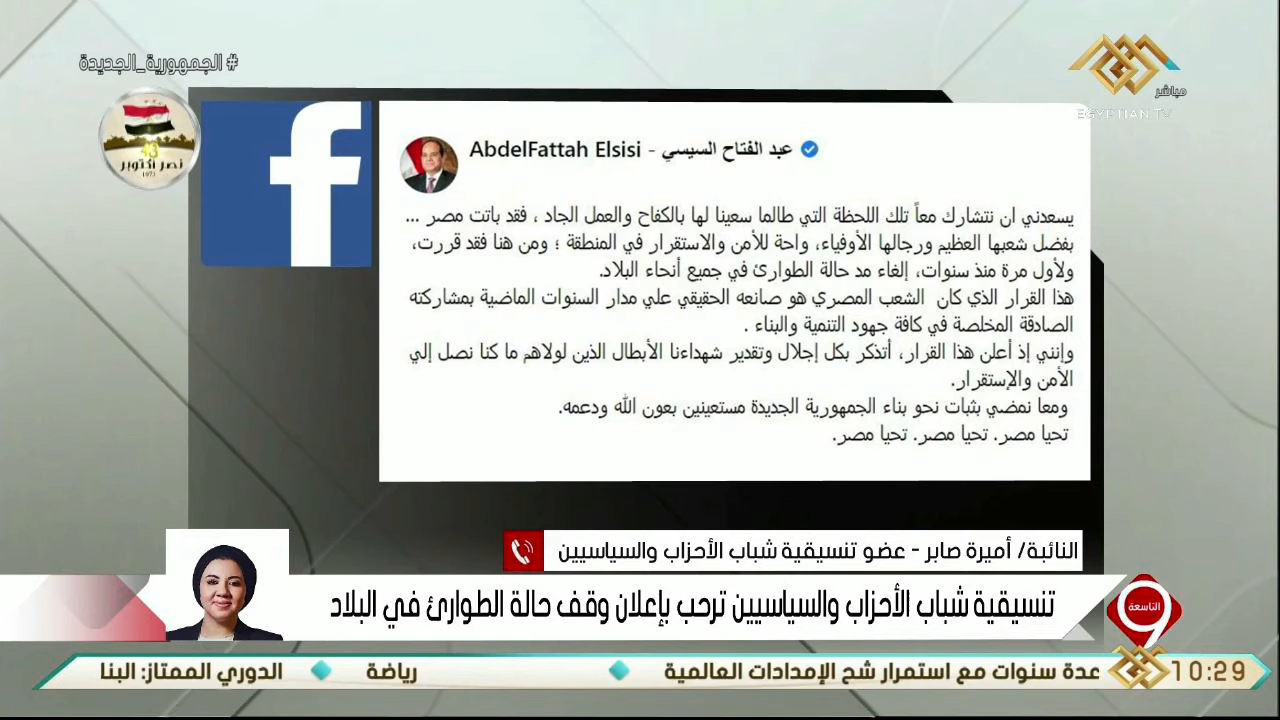 # الجمهورية_الجديدة
مباشر
EGYPTIAN TV
48
نصر اكتوبر
1973
AbdelFattah Elsisi - عبد الفتاح السيسي
يسعدني ان نتشارك معاً تلك اللحظة التي طالما سعينا لها بالكفاح والعمل الجاد ، فقد باتت مصر ...
بفضل شعبها العظيم ورجالها الأوفياء، واحة للأمن والاستقرار في المنطقة ؛ ومن هنا فقد قررت،
ولأول مرة منذ سنوات، إلغاء مد حالة الطوارئ في جميع أنحاء البلاد.
هذا القرار الذي كان الشعب المصري هو صانعه الحقيقي علي مدار السنوات الماضية بمشاركته
الصادقة المخلصة في كافة جهود التنمية والبناء .
وإنني إذ أعلن هذا القرار، أتذكر بكل إجلال وتقدير شهداءنا الأبطال الذين لولاهم ما كنا نصل إلي
الأمن والإستقرار.
ومعا نمضي بثبات نحو بناء الجمهورية الجديدة مستعينين بعون الله ودعمه.
تحيا مصر. تحيا مصر. تحيا مصر.
النائبة/ أميرة صابر - عضو تنسيقية شباب الأحزاب والسياسيين
تنسيقية شباب الأحزاب والسياسيين ترحب بإعلان وقف حالة الطوارئ في البلاد
التاسعة
9
10:29
عدة سنوات مع استمرار شح الإمدادات العالمية
رياضة
الدوري الممتاز: البنا